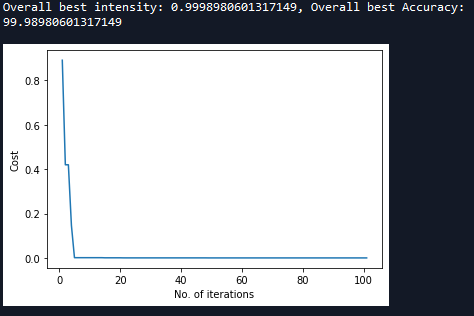 Overall best intensity: 0.9998980601317149, Overall best Accuracy:
99.98980601317149
0.8
0.6
0.4
0.2
0.0
Cost
0 20 40 60 80 100
No. of iterations